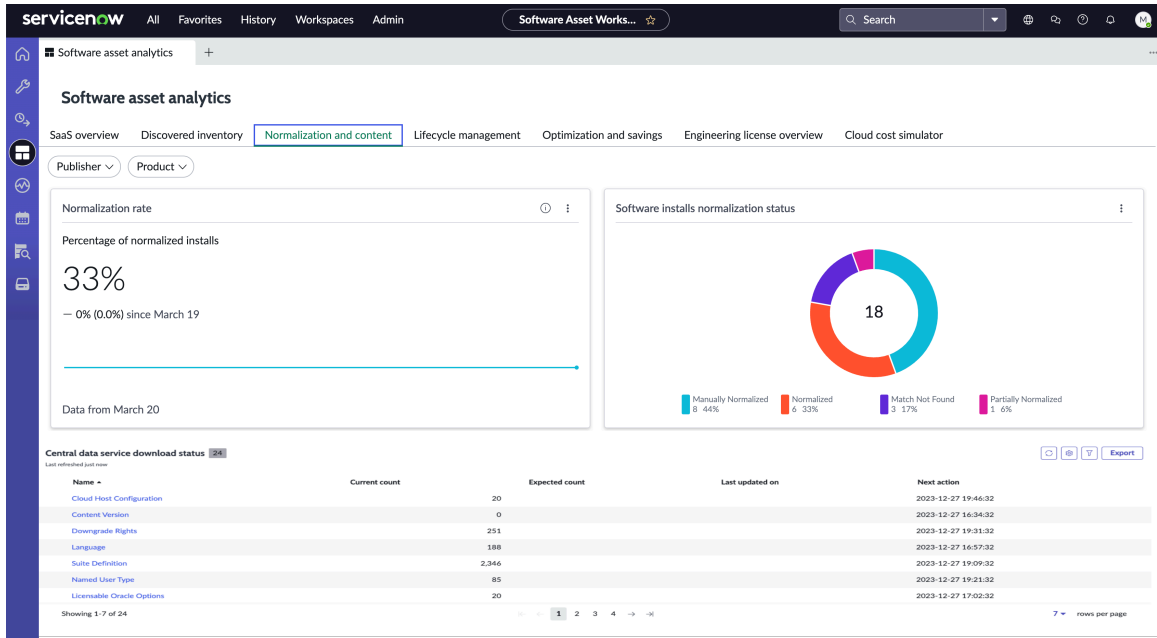 servicenow All Favorites History Workspaces Admin Software Asset Works... Search M
Software asset analytics
Software asset analytics
SaaS overview Discovered inventory Normalization and content Lifecycle management Optimization and savings Engineering license overview Cloud cost simulator
Publisher Product
Normalization rate
Percentage of normalized installs
33%
— 0% (0.0%) since March 19
Data from March 20
Software installs normalization status
18
Manually Normalized
8 44%
Normalized
6 33%
Match Not Found
3 17%
Partially Normalized
1 6%
Central data service download status 24
Last refreshed just now
Export
Name Current count Expected count Last updated on Next action
Cloud Host Configuration 20 2023-12-27 19:46:32
Content Version 0 2023-12-27 16:34:32
Downgrade Rights 251 2023-12-27 19:31:32
Language 188 2023-12-27 16:57:32
Suite Definition 2,346 2023-12-27 19:09:32
Named User Type 85 2023-12-27 19:21:32
Licensable Oracle Options 20 2023-12-27 17:02:32
Showing 1-7 of 24 1 2 3 4 7 rows per page